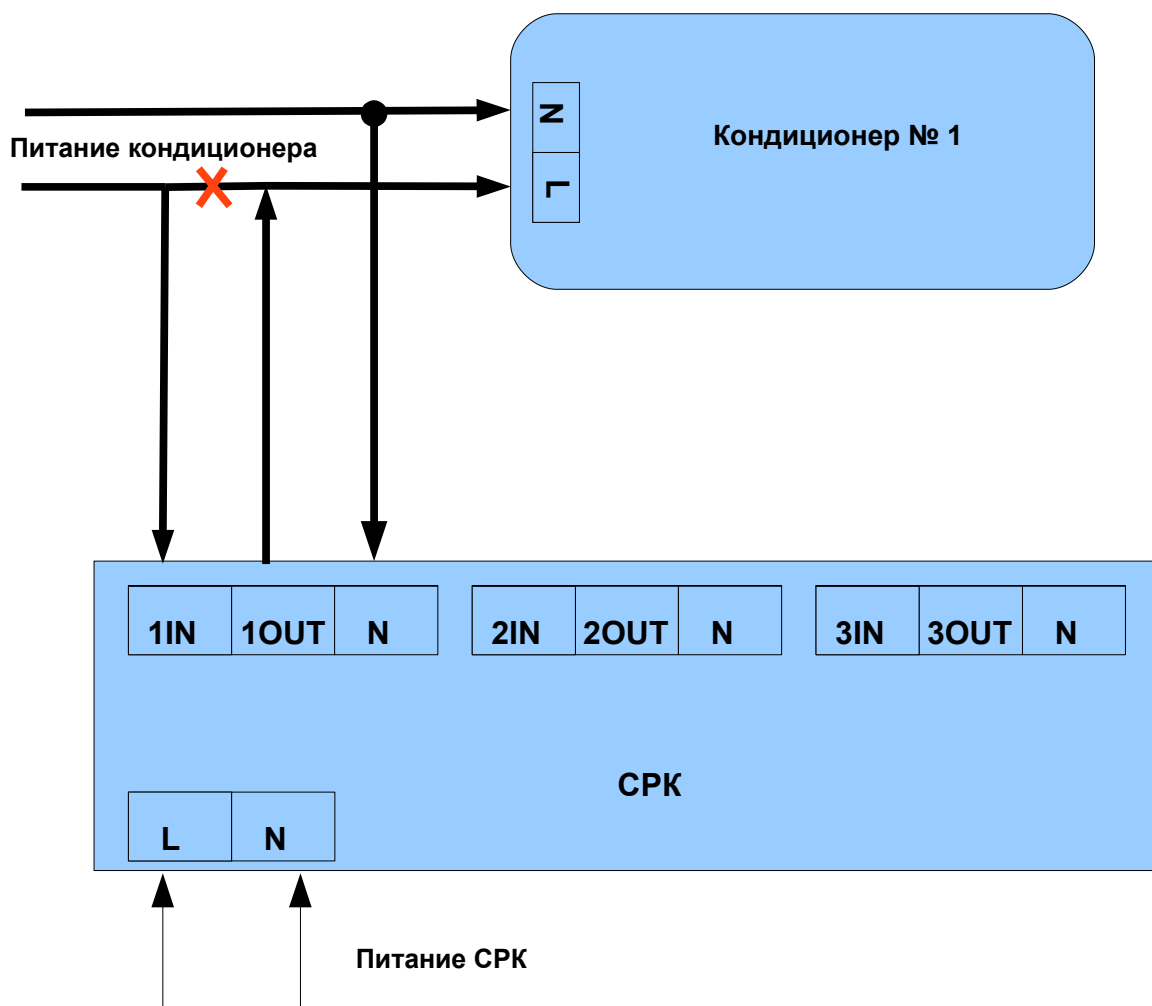 N
Кондиционер № 1
Питание кондиционера
L
1IN 1OUT N 2IN 2OUT N 3IN 3OUT N
СРК
L N
Питание СРК